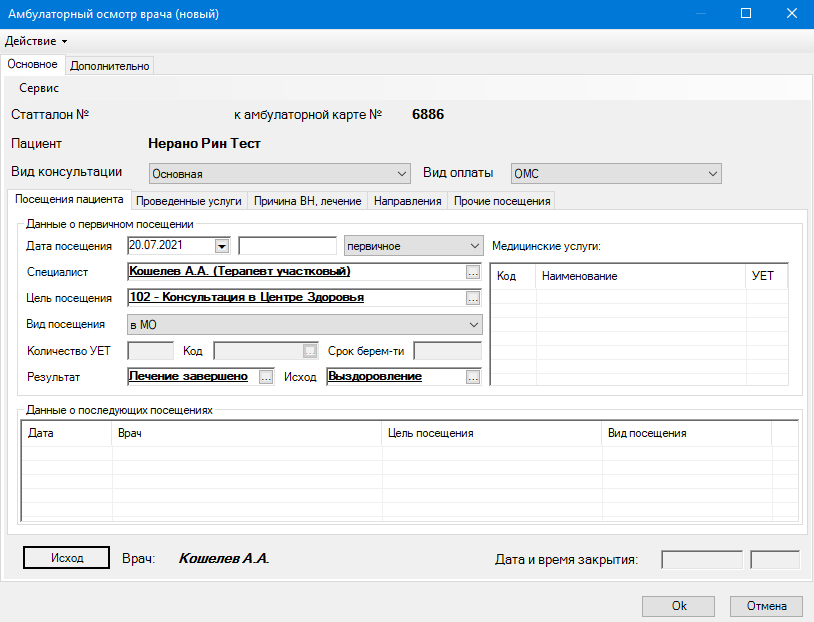 Амбулаторный осмотр врача (новый)
Действие
Основное Дополнительно
Сервис
Статталон № к амбулаторной карте № 6886
Пациент Нерано Рин Тест
Вид консультации Основная Вид оплаты ОМС
Посещения пациента Проведенные услуги Причина ВН, лечение Направления Прочие посещения
Данные о первичном посещении
Дата посещения 20.07.2021 первичное Медицинские услуги:
Специалист Кошелев А.А. (Терапевт участковый) ... Код Наименование УЕТ
Цель посещения 102 - Консультация в Центре Здоровья ...
Вид посещения в МО
Количество УЕТ Код Срок берем-ти
Результат Лечение завершено ... Исход Выздоровление ...
Данные о последующих посещениях
Дата Врач Цель посещения Вид посещения
Исход Врач: Кошелев А.А. Дата и время закрытия:
Ok Отмена